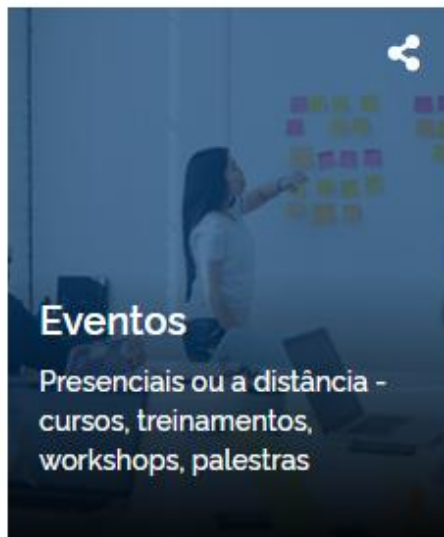 Eventos
Presenciais ou a distância -
cursos, treinamentos,
workshops, palestras